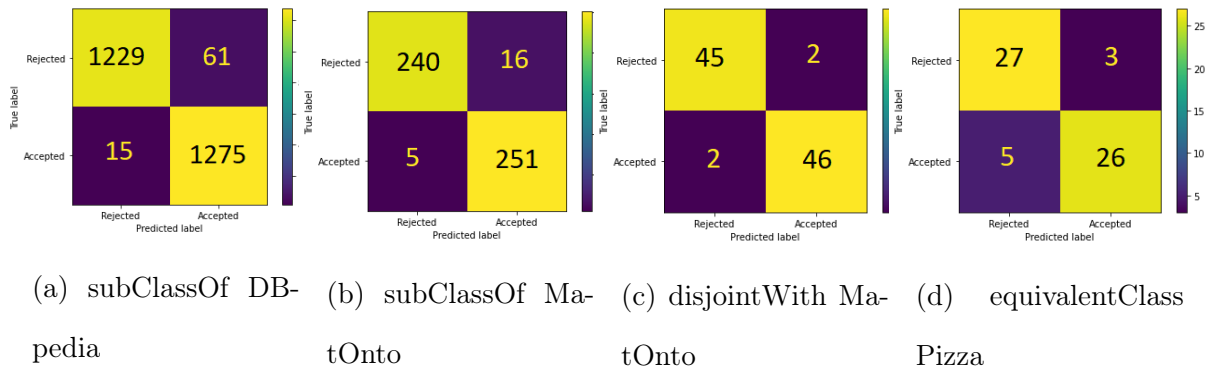 Rejected 1229 61
Accepted 15 1275
Rejected Accepted
Predicted label
True label
True label
Rejected 240 16
Accepted 5 251
Rejected Accepted
Predicted label
Rejected 45 2
Accepted 2 46
Rejected Accepted
Predicted label
True label
True label
Rejected 27 3
Accepted 5 26
Rejected Accepted
Predicted label
25
20
15
10
5
(a) subClassOf DB-
pedia
(b) subClassOf Ma-
tOnto
(c) disjointWith Ma-
tOnto
(d) equivalentClass
Pizza